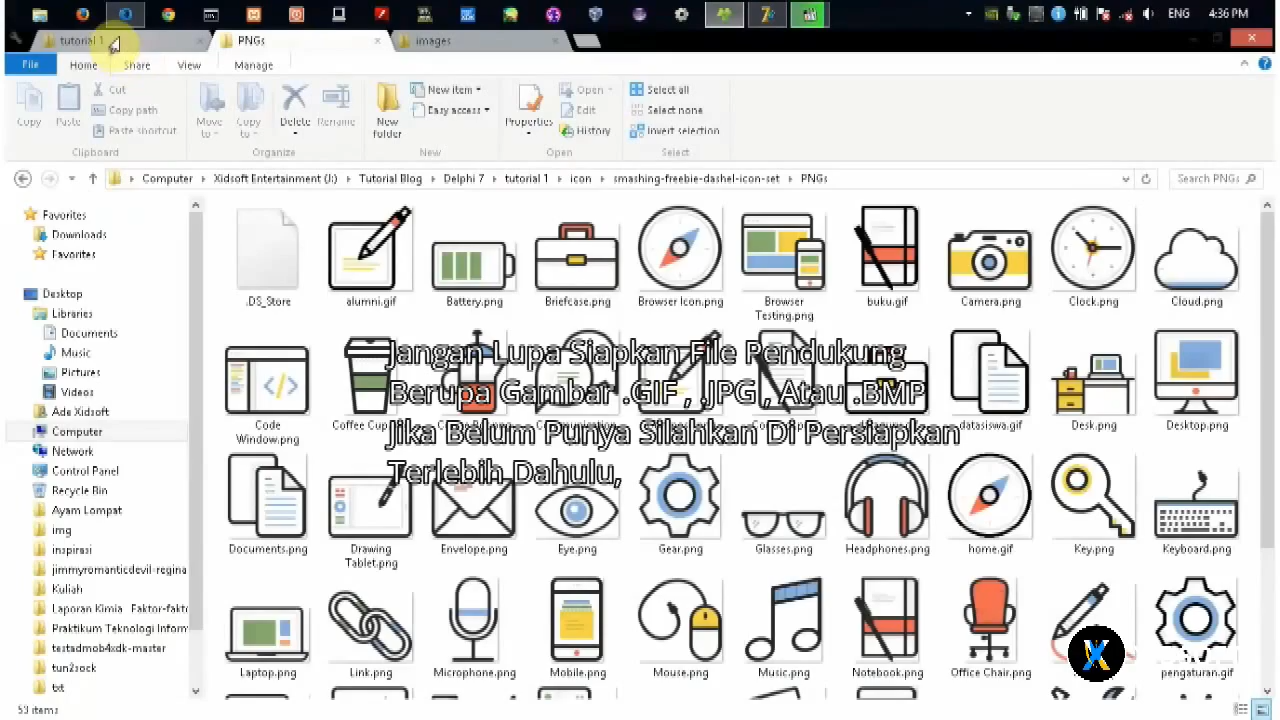 ENG
4:36 PM
tutorial 1
PNGs
images
File
Home
Share
View
Manage
Copy
Paste
Cut
Copy path
Paste shortcut
Clipboard
Move to
Copy to
Delete
Rename
Organize
New folder
New item
Easy access
New
Properties
Open
Edit
History
Open
Select all
Select none
Invert selection
Select
Computer
Xidsoft Entertainment (J:)
Tutorial Blog
Delphi 7
tutorial 1
icon
smashing-freebie-dashel-icon-set
PNGs
Search PNGs
Favorites
Downloads
Favorites
Desktop
Libraries
Documents
Music
Pictures
Videos
Ade Xidsoft
Computer
Network
Control Panel
Recycle Bin
Ayam Lompat
img
inspirasi
jimmyromanticdevil-regina
Kuliah
Laporan Kimia Faktor-fakto
Praktikum Teknologi Inform
testadmob4sdk-master
tun2sock
txt
.DS_Store
alumni.gif
Battery.png
Briefcase.png
Browser Icon.png
Browser Testing.png
buku.gif
Camera.png
Clock.png
Cloud.png
Jangan Lupa Siapkan File Pendukung
Berupa Gambar .GIF , .JPG , Atau .BMP
Jika Belum Punya Silahkan Di Persiapkan
Terlebih Dahulu,
Code Window.png
datasiswa.gif
Desk.png
Desktop.png
Documents.png
Drawing Tablet.png
Envelope.png
Eye.png
Gear.png
Glasses.png
Headphones.png
home.gif
Key.png
Keyboard.png
Laptop.png
Link.png
Microphone.png
Mobile.png
Mouse.png
Music.png
Notebook.png
Office Chair.png
pengaturan.gif
X
53 items